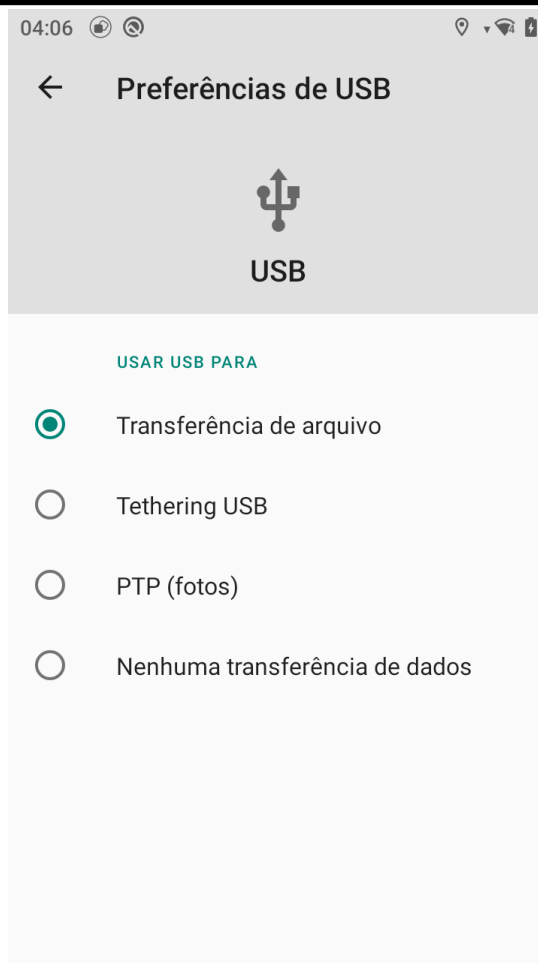 04:06
Preferências de USB
USB
USAR USB PARA
Transferência de arquivo
Tethering USB
PTP (fotos)
Nenhuma transferência de dados